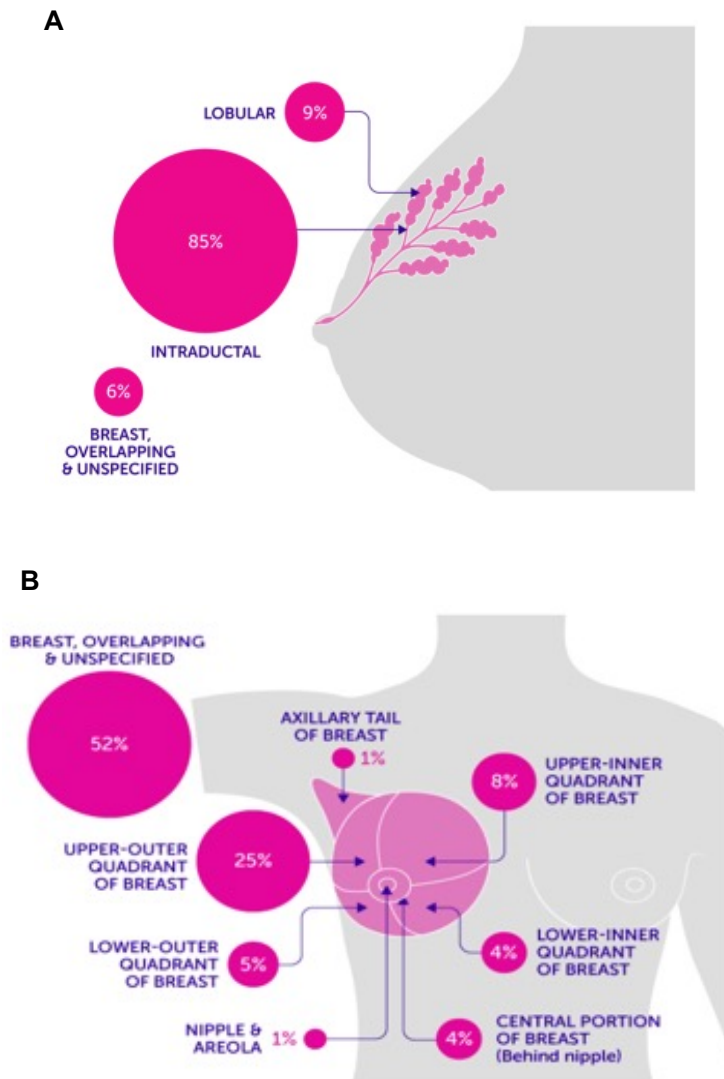 A
LOBULAR
9%
85%
INTRADUCTAL
6%
BREAST,
OVERLAPPING
& UNSPECIFIED
B
BREAST, OVERLAPPING
& UNSPECIFIED
52%
AXILLARY TAIL
OF BREAST
1%
8%
UPPER-INNER
QUADRANT
OF BREAST
UPPER-OUTER
QUADRANT
OF BREAST
25%
LOWER-OUTER
QUADRANT
OF BREAST
5%
4%
LOWER-INNER
QUADRANT
OF BREAST
NIPPLE &
AREOLA
1%
4%
CENTRAL PORTION
OF BREAST
(Behind nipple)